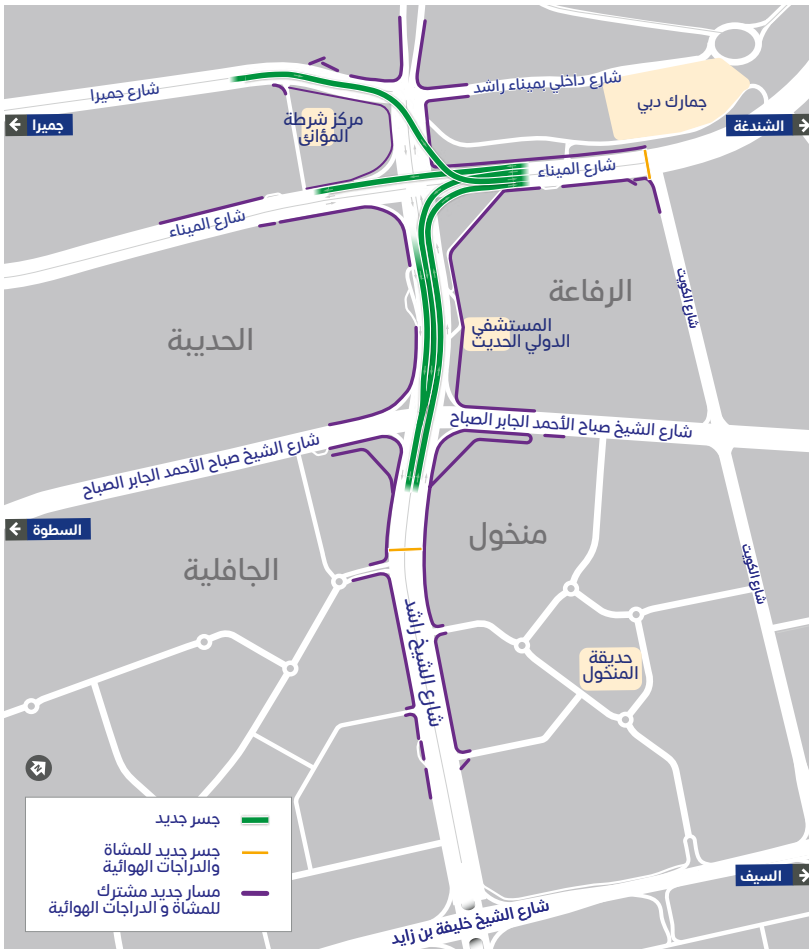 شارع جميرا
شارع داخلي بميناء راشد
جمارك دبي
جميرا
مركز شرطة
المؤانئ
الشندغة
شارع الميناء
شارع الميناء
الرفاعة
شارع الكويت
الحديبة
المستشفى
الدولي الحديث
شارع الشيخ صباح الأحمد الجابر الصباح
شارع الشيخ صباح الأحمد الجابر الصباح
السطوة
منخول
الجافلية
شارع الكويت
شارع الشيخ راشد
حديقة
المنخول
جسر جديد
جسر جديد للمشاة
والدراجات الهوائية
مسار جديد مشترك
للمشاة و الدراجات الهوائية
السيف
شارع الشيخ خليفة بن زايد